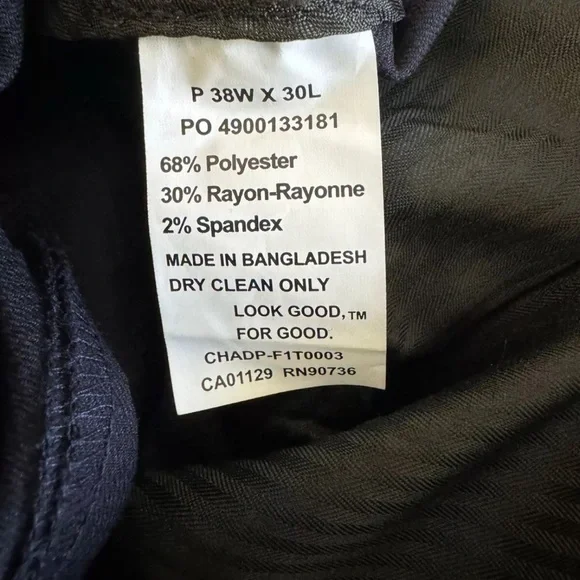 P 38W X 30L
PO 4900133181
68% Polyester
30% Rayon-Rayonne
2% Spandex
MADE IN BANGLADESH
DRY CLEAN ONLY
LOOK GOOD,™
FOR GOOD.
CHADP-F1T0003
CA01129 RN90736